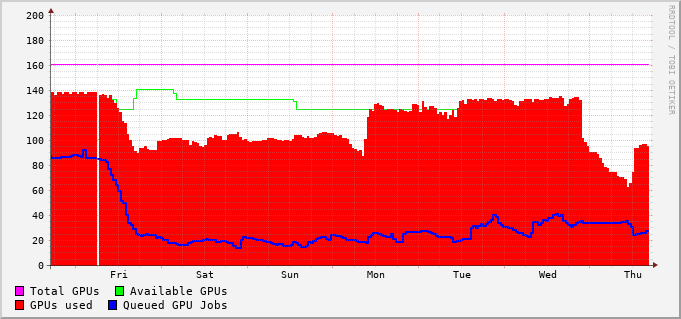 200
180
160
140
120
100
80
60
40
20
0
Fri Sat Sun Mon Tue Wed Thu
Total GPUs Available GPUs
GPUs used Queued GPU Jobs
RRDTOOL / TOBI OETIKER